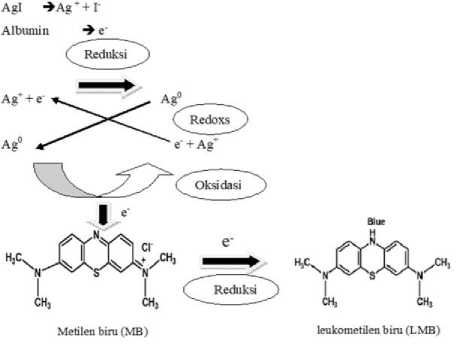 AgI ➔Ag⁺ + I⁻
Albumin ➔ e⁻
Reduksi
Ag⁺ + e⁻ Ag⁰
Redoxs
Ag⁰ e⁻ + Ag⁺
Oksidasi
e⁻
N Cl⁻
H₃C N S N⁺ CH₃
CH₃ CH₃
Metilen biru (MB)
e⁻
Reduksi
Blue
H
N
H₃C N S N CH₃
CH₃ CH₃
leukometilen biru (LMB)